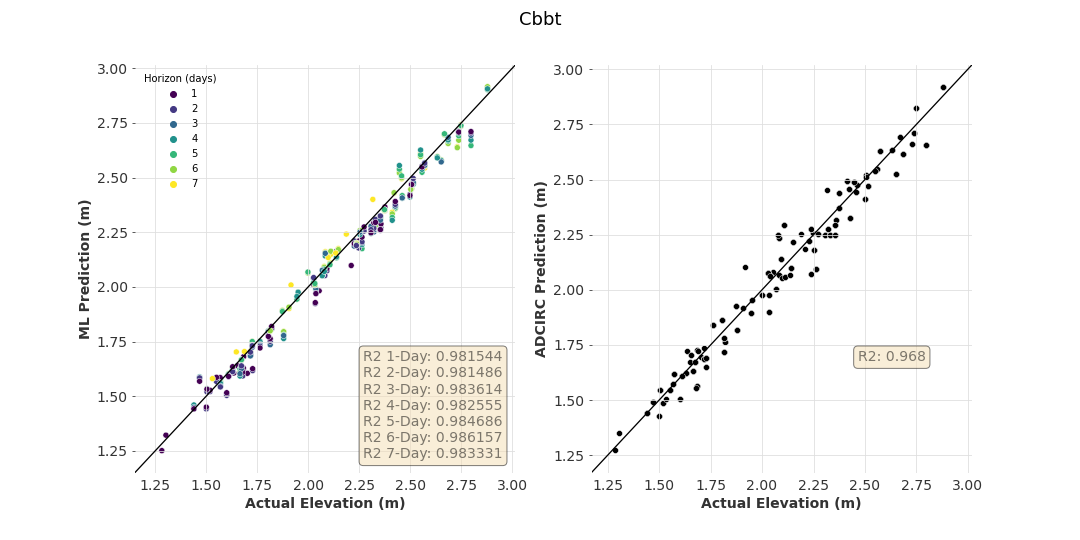 Cbbt
ML Prediction (m)
3.00
2.75
2.50
2.25
2.00
1.75
1.50
1.25
Horizon (days)
1
2
3
4
5
6
7
R2 1-Day: 0.981544
R2 2-Day: 0.981486
R2 3-Day: 0.983614
R2 4-Day: 0.982555
R2 5-Day: 0.984686
R2 6-Day: 0.986157
R2 7-Day: 0.983331
1.25 1.50 1.75 2.00 2.25 2.50 2.75 3.00
Actual Elevation (m)
ADCIRC Prediction (m)
3.00
2.75
2.50
2.25
2.00
1.75
1.50
1.25
R2: 0.968
1.25 1.50 1.75 2.00 2.25 2.50 2.75 3.00
Actual Elevation (m)